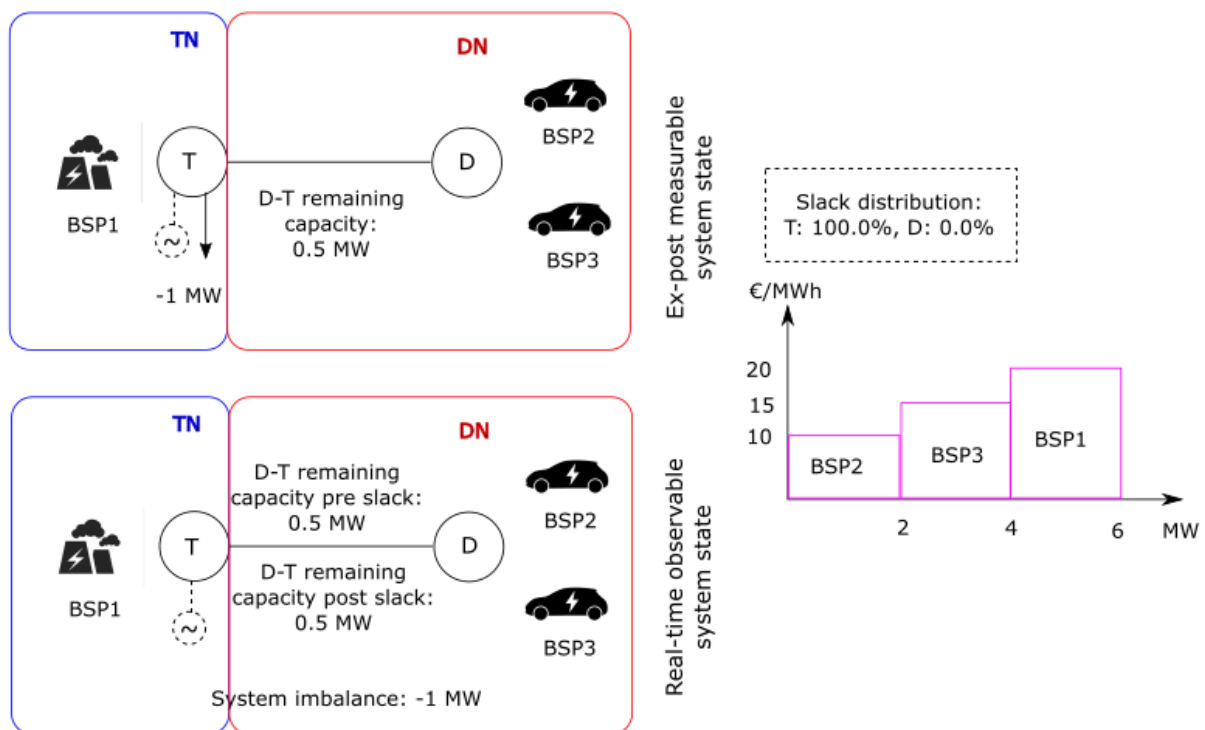 TN
DN
BSP2
T
D
BSP1
D-T remaining
capacity:
0.5 MW
~
BSP3
-1 MW
Ex-post measurable
system state
Slack distribution:
T: 100.0%, D: 0.0%
€/MWh
20
15
10
BSP2
BSP3
BSP1
2
4
6
MW
TN
DN
D-T remaining
capacity pre slack:
0.5 MW
BSP2
T
D
D-T remaining
capacity post slack:
0.5 MW
BSP1
~
BSP3
System imbalance: -1 MW
Real-time observable
system state